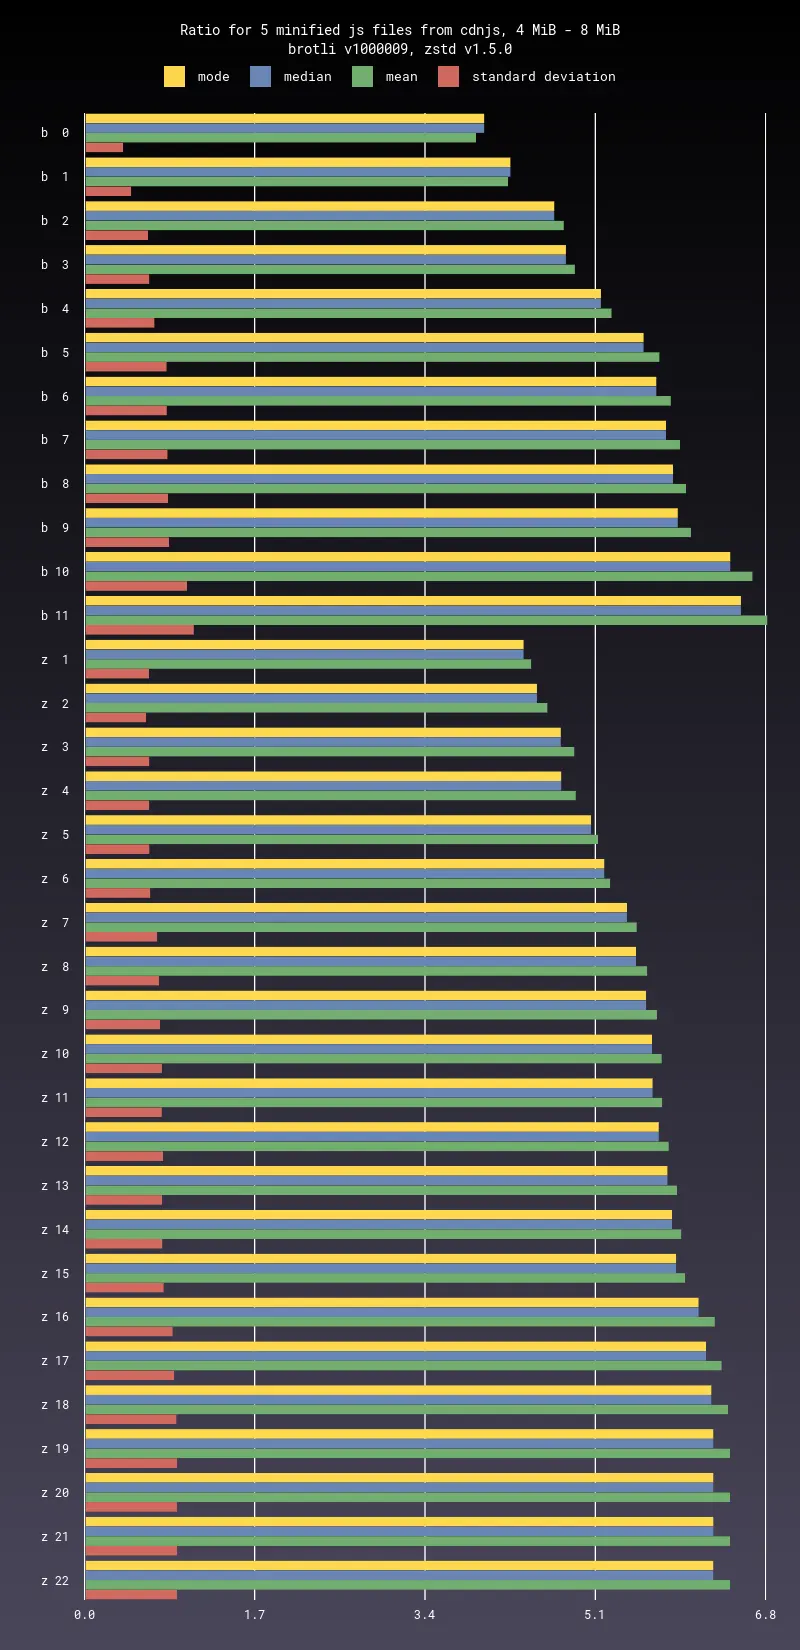 Ratio for 5 minified js files from cdnjs, 4 MiB - 8 MiB
brotli v1000009, zstd v1.5.0
mode median mean standard deviation
b 0
b 1
b 2
b 3
b 4
b 5
b 6
b 7
b 8
b 9
b 10
b 11
z 1
z 2
z 3
z 4
z 5
z 6
z 7
z 8
z 9
z 10
z 11
z 12
z 13
z 14
z 15
z 16
z 17
z 18
z 19
z 20
z 21
z 22
0.0 1.7 3.4 5.1 6.8